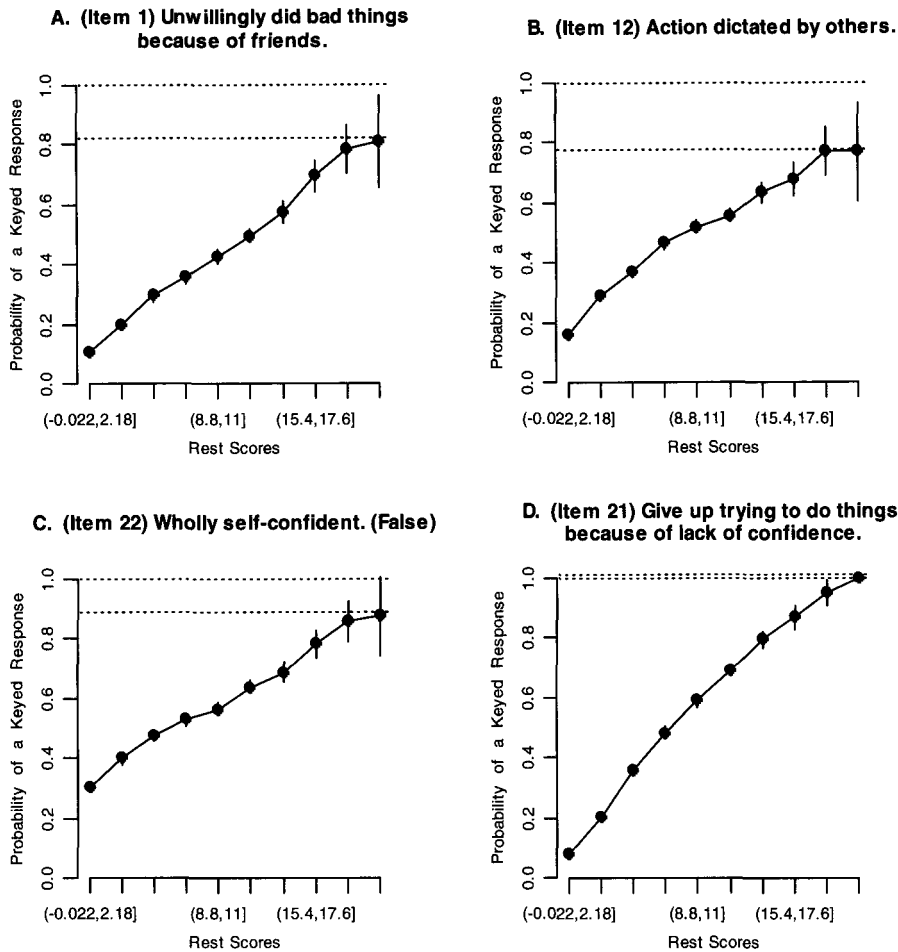 A. (Item 1) Unwillingly did bad things
because of friends.
Probability of a Keyed Response
0.0 0.2 0.4 0.6 0.8 1.0
(-0.022,2.18] (8.8,11] (15.4,17.6]
Rest Scores
B. (Item 12) Action dictated by others.
Probability of a Keyed Response
0.0 0.2 0.4 0.6 0.8 1.0
(-0.022,2.18] (8.8,11] (15.4,17.6]
Rest Scores
C. (Item 22) Wholly self-confident. (False)
Probability of a Keyed Response
0.0 0.2 0.4 0.6 0.8 1.0
(-0.022,2.18] (8.8,11] (15.4,17.6]
Rest Scores
D. (Item 21) Give up trying to do things
because of lack of confidence.
Probability of a Keyed Response
0.0 0.2 0.4 0.6 0.8 1.0
(-0.022,2.18] (8.8,11] (15.4,17.6]
Rest Scores